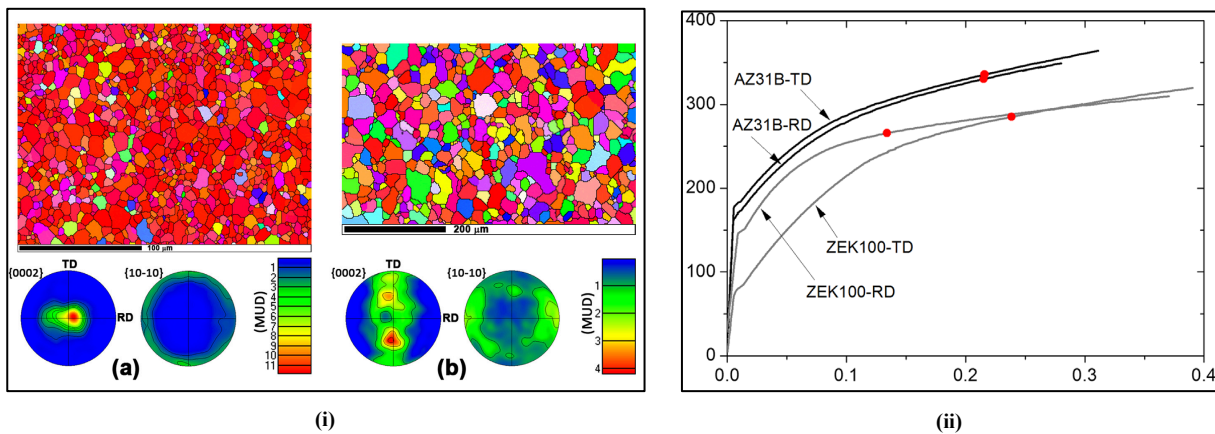 100 μm
200 μm
{0002} TD {10-10}
RD
1
2
3
4
5
6
7
8
9
10
11
(MUD)
(a)
{0002} TD {10-10}
RD
1
2
3
4
(MUD)
(b)
(i)
400
300
200
100
0
0.0 0.1 0.2 0.3 0.4
AZ31B-TD
AZ31B-RD
ZEK100-TD
ZEK100-RD
(ii)